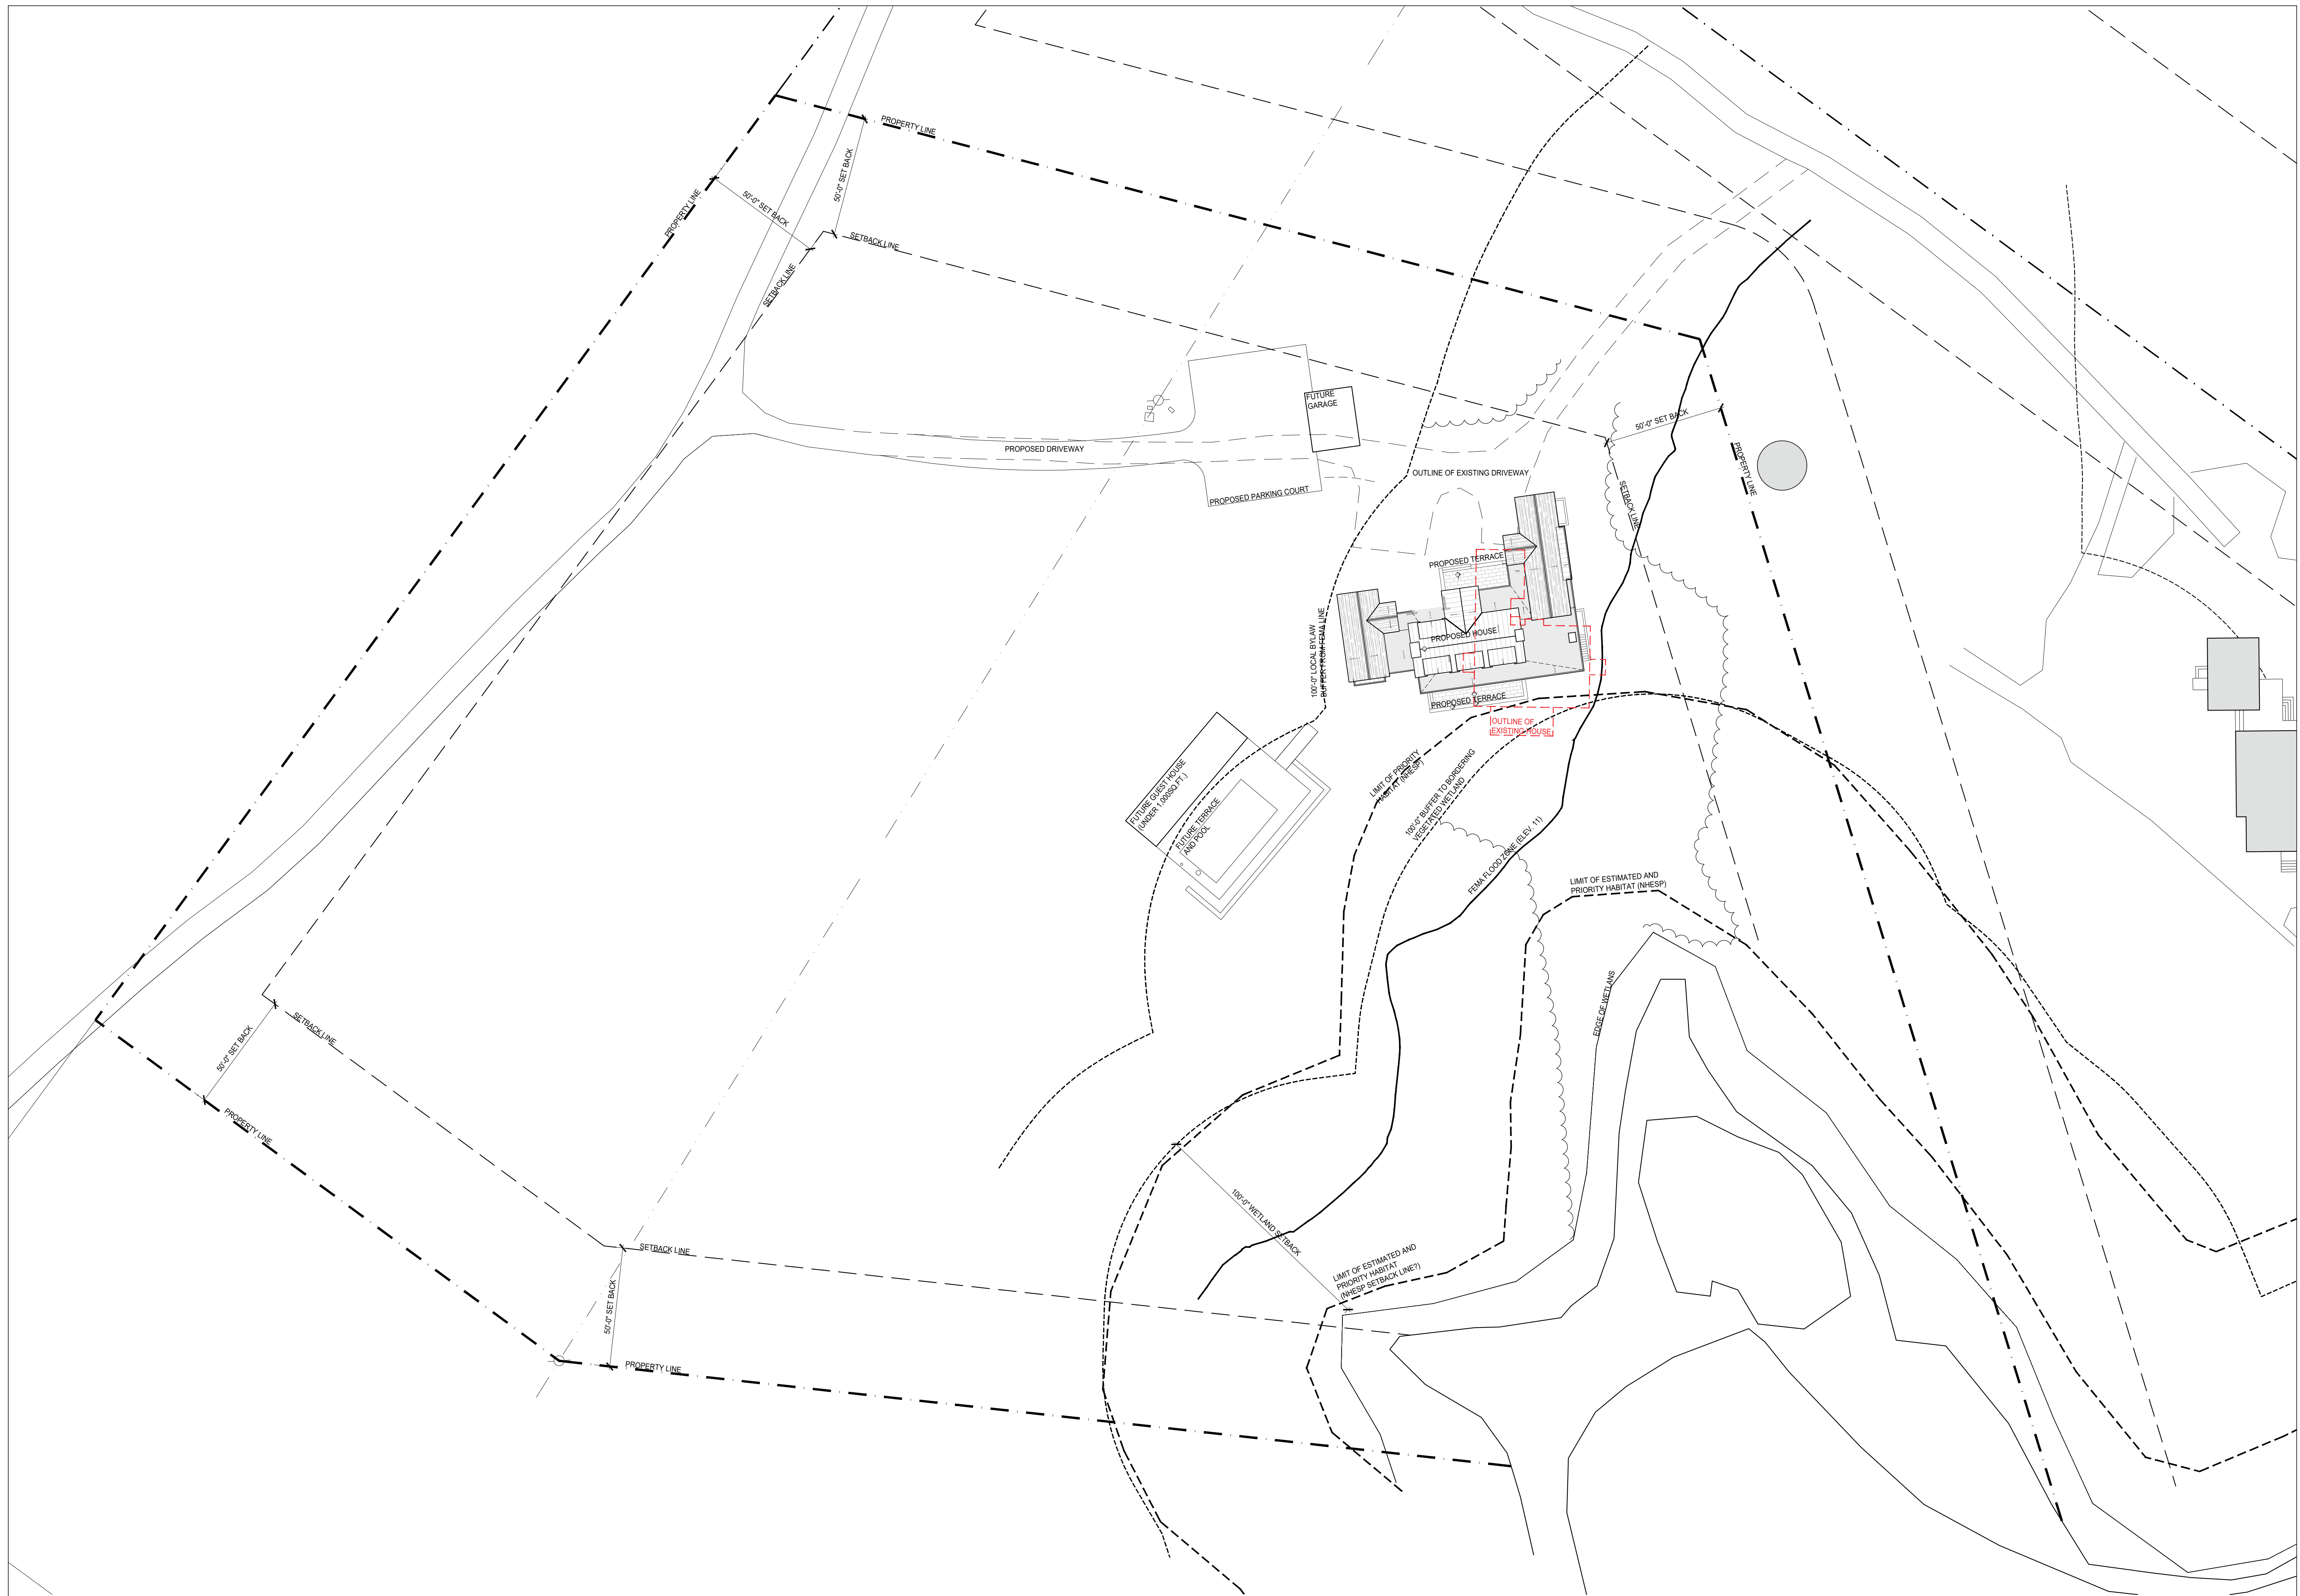 PROPERTY LINE
50'-0" SET BACK
PROPERTY LINE
50'-0" SET BACK
SETBACK LINE
SETBACK LINE
FUTURE
GARAGE
50'-0" SET BACK
PROPERTY LINE
PROPOSED DRIVEWAY
OUTLINE OF EXISTING DRIVEWAY
PROPOSED PARKING COURT
SETBACK LINE
PROPOSED TERRACE
100'-0" LOCAL BYLAW
BUFFER FROM FEMA LINE
PROPOSED HOUSE
PROPOSED TERRACE
OUTLINE OF
EXISTING HOUSE
FUTURE GUEST HOUSE
(UNDER 1,000SQ.FT.)
FUTURE TERRACE
AND POOL
LIMIT OF PRIORITY
HABITAT (NHESP)
100'-0" BUFFER TO BORDERING
VEGETATED WETLAND
FEMA FLOOD ZONE (ELEV. 11)
LIMIT OF ESTIMATED AND
PRIORITY HABITAT (NHESP)
EDGE OF WETLANS
SETBACK LINE
50'-0" SET BACK
PROPERTY LINE
100'-0" WETLAND SETBACK
SETBACK LINE
LIMIT OF ESTIMATED AND
PRIORITY HABITAT
(NHESP SETBACK LINE?)
50'-0" SET BACK
PROPERTY LINE